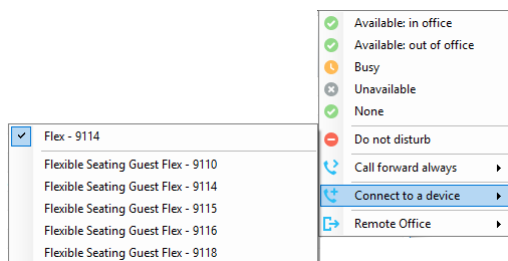 Available: in office
Available: out of office
Busy
Unavailable
None
Do not disturb
Call forward always
Connect to a device
Remote Office
Flex - 9114
Flexible Seating Guest Flex - 9110
Flexible Seating Guest Flex - 9114
Flexible Seating Guest Flex - 9115
Flexible Seating Guest Flex - 9116
Flexible Seating Guest Flex - 9118